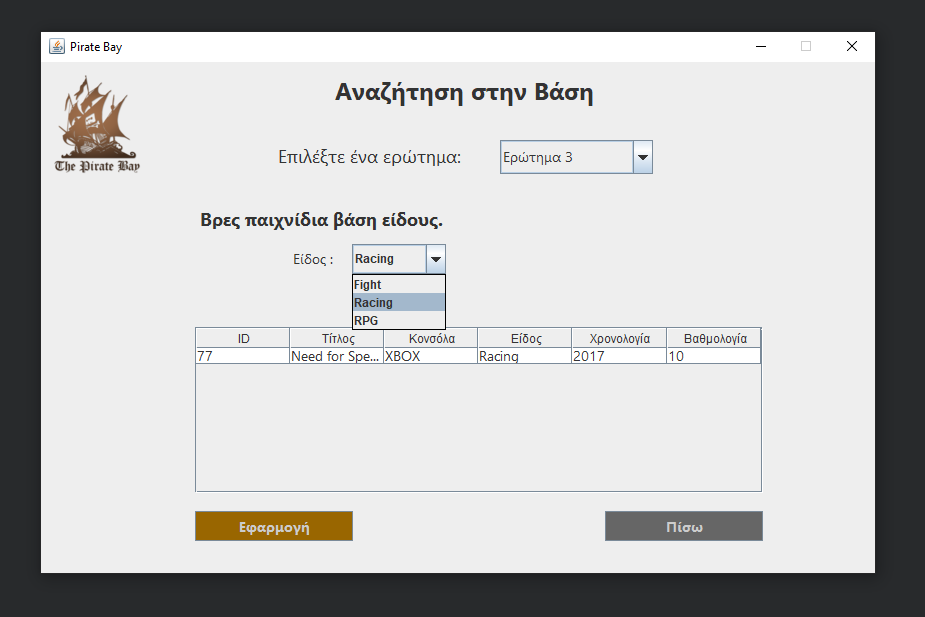 Pirate Bay
The Pirate Bay
Αναζήτηση στην Βάση
Επιλέξτε ένα ερώτημα: Ερώτημα 3
Βρες παιχνίδια βάση είδους.
Είδος : Racing
Fight
Racing
RPG
ID Τίτλος Κονσόλα Είδος Χρονολογία Βαθμολογία
77 Need for Spe... XBOX Racing 2017 10
Εφαρμογή Πίσω